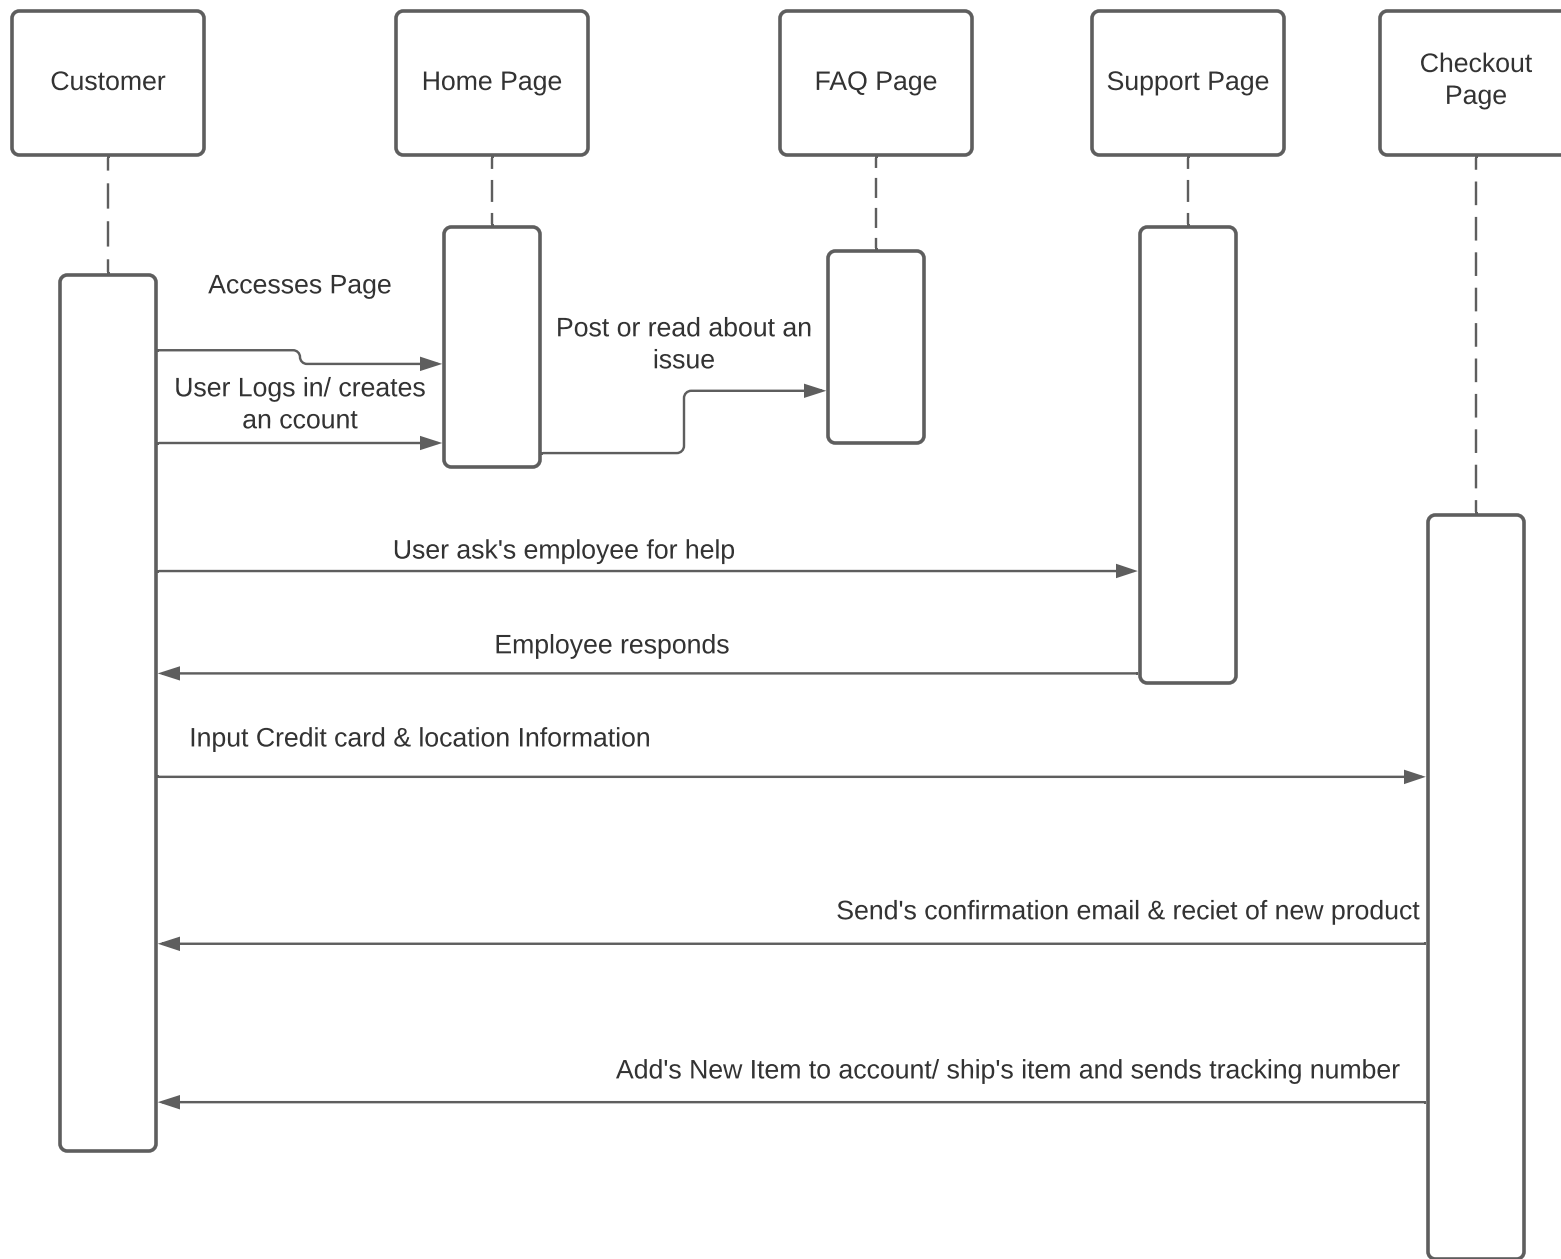 Customer
Home Page
FAQ Page
Support Page
Checkout
Page
Accesses Page
Post or read about an
issue
User Logs in/ creates
an ccount
User ask's employee for help
Employee responds
Input Credit card & location Information
Send's confirmation email & reciet of new product
Add's New Item to account/ ship's item and sends tracking number